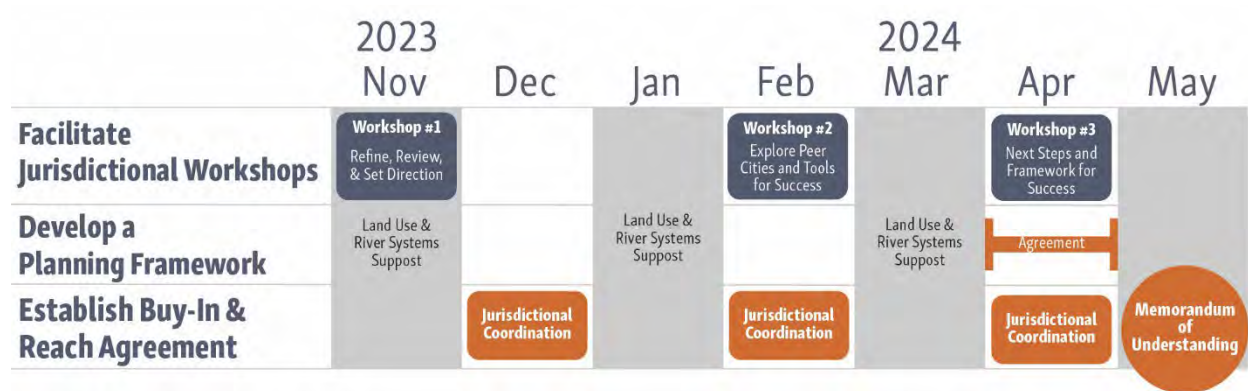 2023
2024
Nov
Dec
Jan
Feb
Mar
Apr
May
Facilitate
Jurisdictional Workshops
Workshop #1
Refine, Review,
& Set Direction
Workshop #2
Explore Peer
Cities and Tools
for Success
Workshop #3
Next Steps and
Framework for
Success
Develop a
Planning Framework
Land Use &
River Systems
Suppost
Land Use &
River Systems
Suppost
Land Use &
River Systems
Suppost
Agreement
Establish Buy-In &
Reach Agreement
Jurisdictional
Coordination
Jurisdictional
Coordination
Jurisdictional
Coordination
Memorandum
of
Understanding